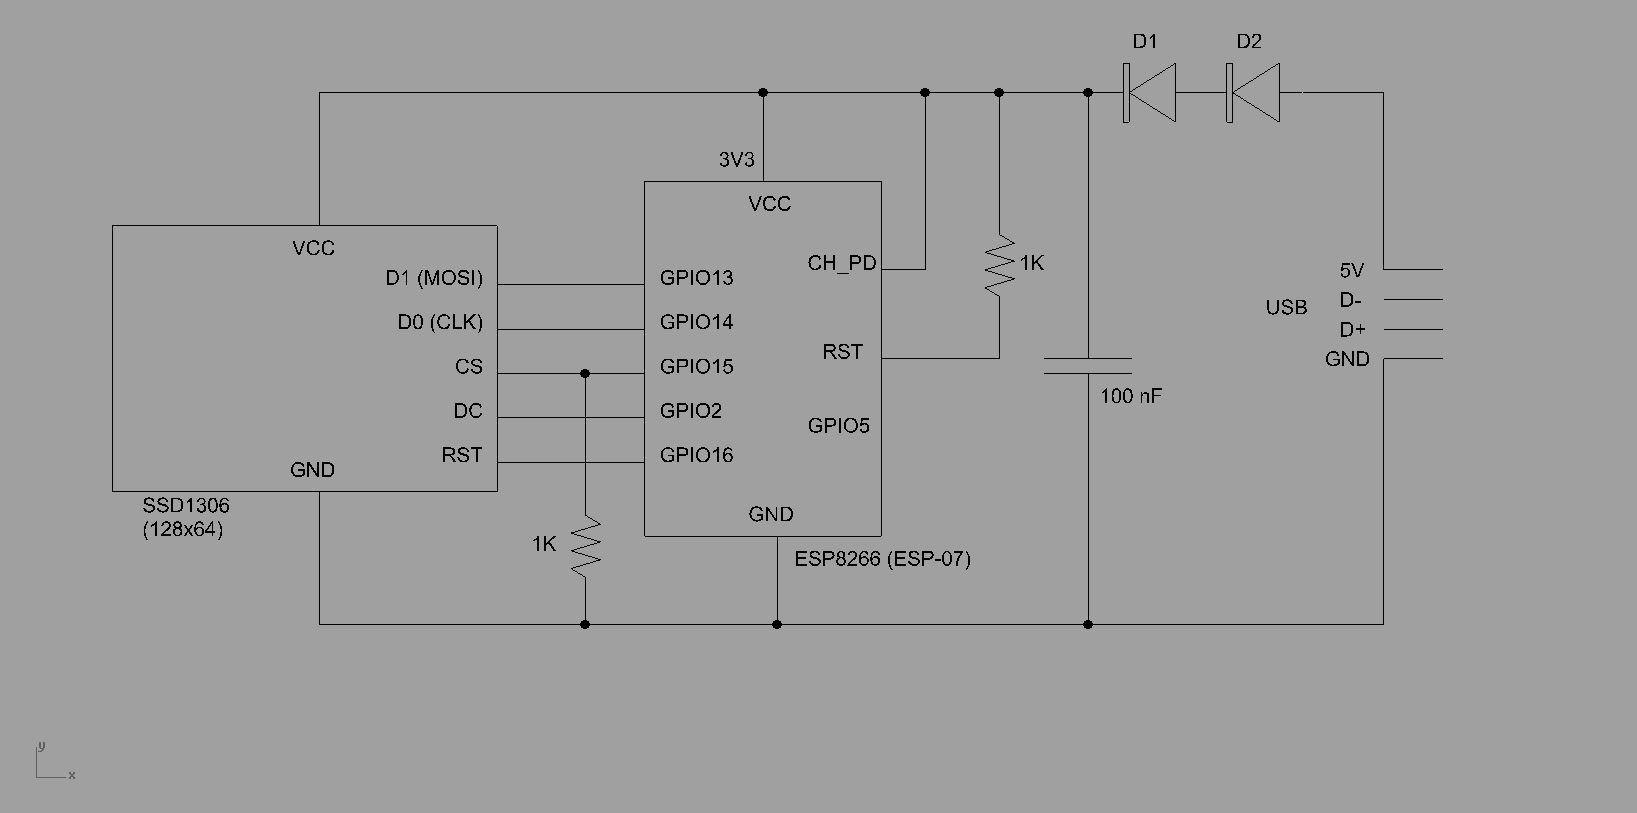 D1
D2
3V3
VCC
VCC
D1 (MOSI)
D0 (CLK)
CS
DC
RST
GND
SSD1306
(128x64)
GPIO13
GPIO14
GPIO15
GPIO2
GPIO16
CH_PD
RST
GPIO5
GND
ESP8266 (ESP-07)
1K
1K
100 nF
USB
5V
D-
D+
GND
y
x